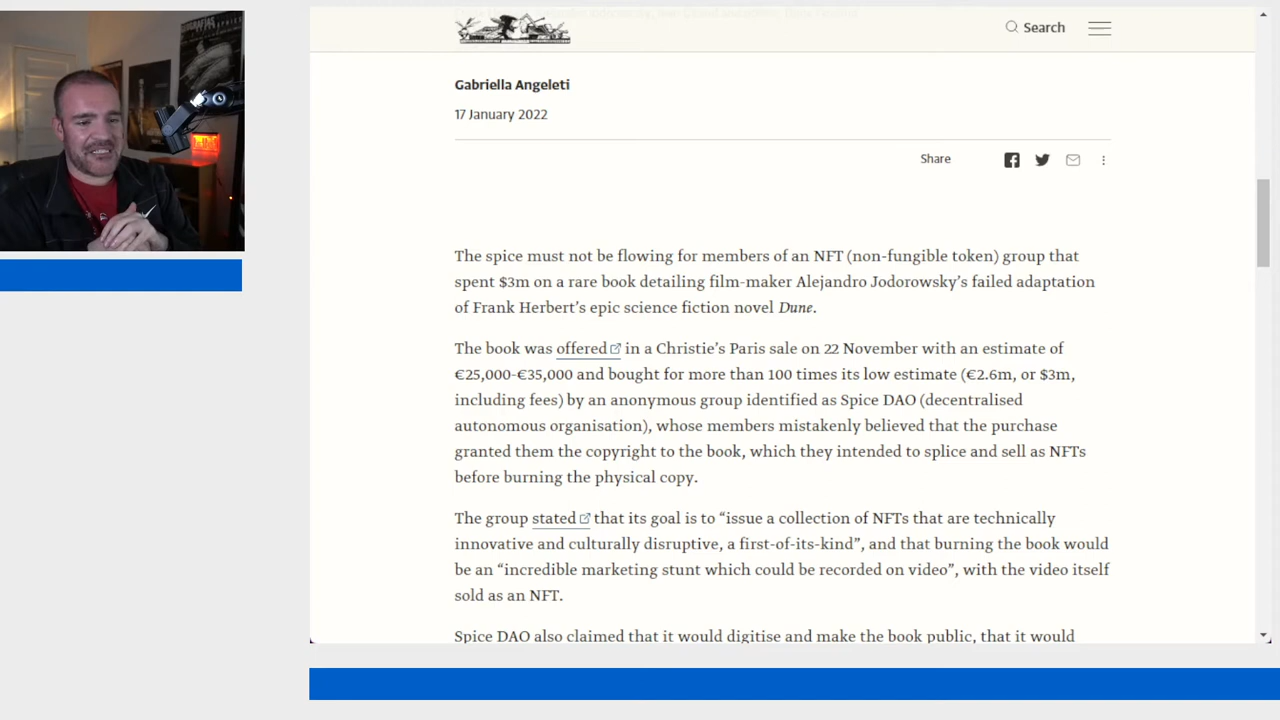 Search
Gabriella Angeleti
17 January 2022
Share
The spice must not be flowing for members of an NFT (non-fungible token) group that
spent $3m on a rare book detailing film-maker Alejandro Jodorowsky’s failed adaptation
of Frank Herbert’s epic science fiction novel Dune.
The book was offered in a Christie’s Paris sale on 22 November with an estimate of
€25,000-€35,000 and bought for more than 100 times its low estimate (€2.6m, or $3m,
including fees) by an anonymous group identified as Spice DAO (decentralised
autonomous organisation), whose members mistakenly believed that the purchase
granted them the copyright to the book, which they intended to splice and sell as NFTs
before burning the physical copy.
The group stated that its goal is to “issue a collection of NFTs that are technically
innovative and culturally disruptive, a first-of-its-kind”, and that burning the book would
be an “incredible marketing stunt which could be recorded on video”, with the video itself
sold as an NFT.
Spice DAO also claimed that it would digitise and make the book public, that it would